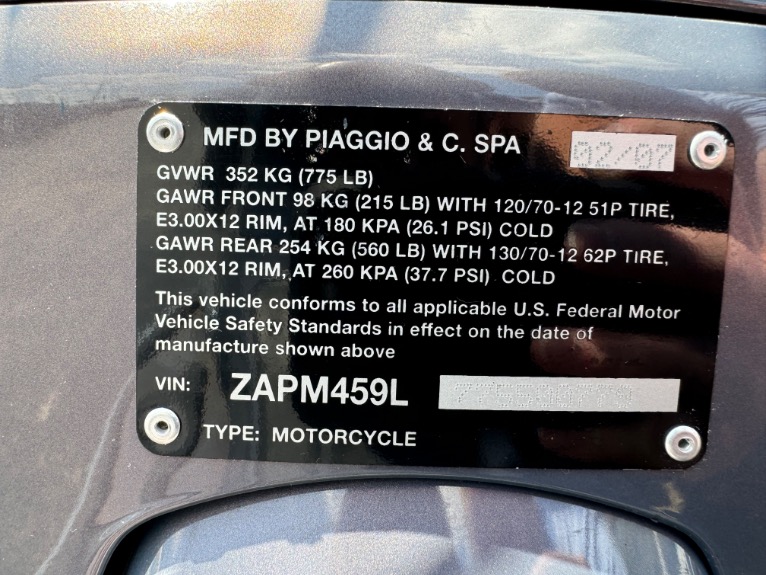 MFD BY PIAGGIO & C. SPA 02/07
GVWR 352 KG (775 LB)
GAWR FRONT 98 KG (215 LB) WITH 120/70-12 51P TIRE,
E3.00X12 RIM, AT 180 KPA (26.1 PSI) COLD
GAWR REAR 254 KG (560 LB) WITH 130/70-12 62P TIRE,
E3.00X12 RIM, AT 260 KPA (37.7 PSI) COLD
This vehicle conforms to all applicable U.S. Federal Motor
Vehicle Safety Standards in effect on the date of
manufacture shown above
VIN: ZAPM459L
TYPE: MOTORCYCLE